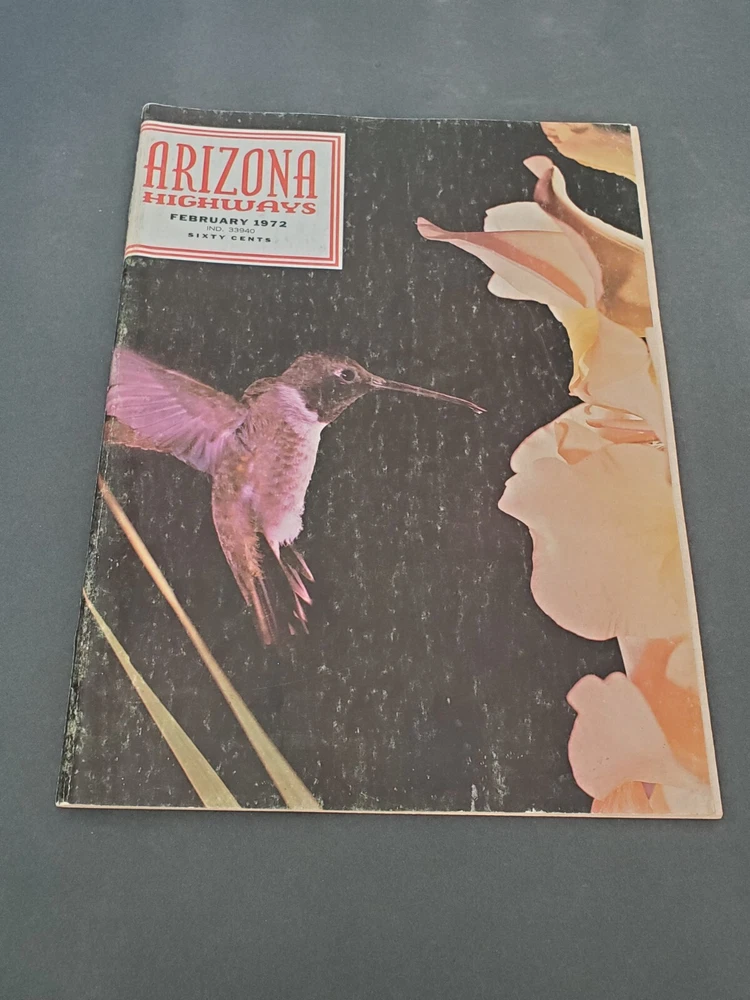 ARIZONA
HIGHWAYS
FEBRUARY 1972
IND. 33940
SIXTY CENTS